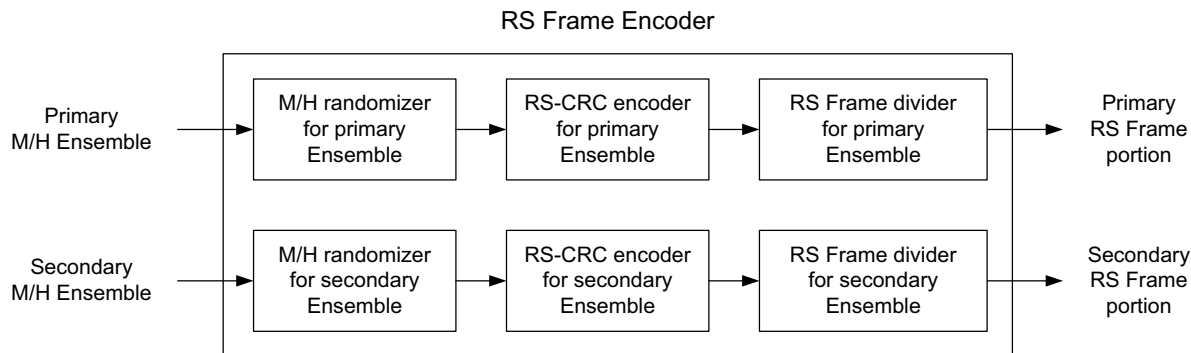 RS Frame Encoder
Primary
M/H Ensemble
M/H randomizer
for primary
Ensemble
RS-CRC encoder
for primary
Ensemble
RS Frame divider
for primary
Ensemble
Primary
RS Frame
portion
Secondary
M/H Ensemble
M/H randomizer
for secondary
Ensemble
RS-CRC encoder
for secondary
Ensemble
RS Frame divider
for secondary
Ensemble
Secondary
RS Frame
portion